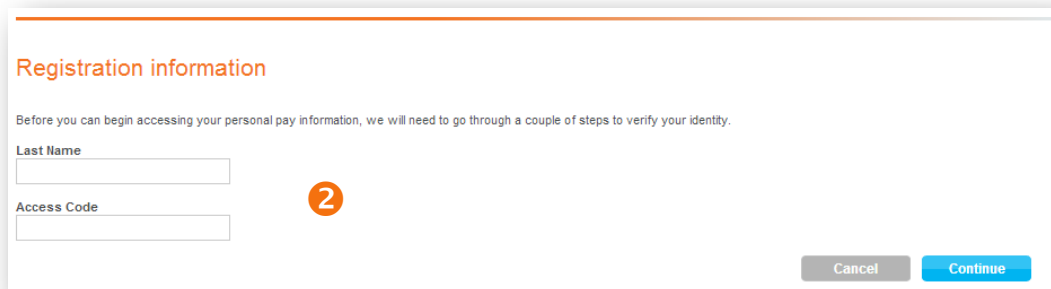 Registration information
Before you can begin accessing your personal pay information, we will need to go through a couple of steps to verify your identity.
Last Name
2
Access Code
Cancel Continue